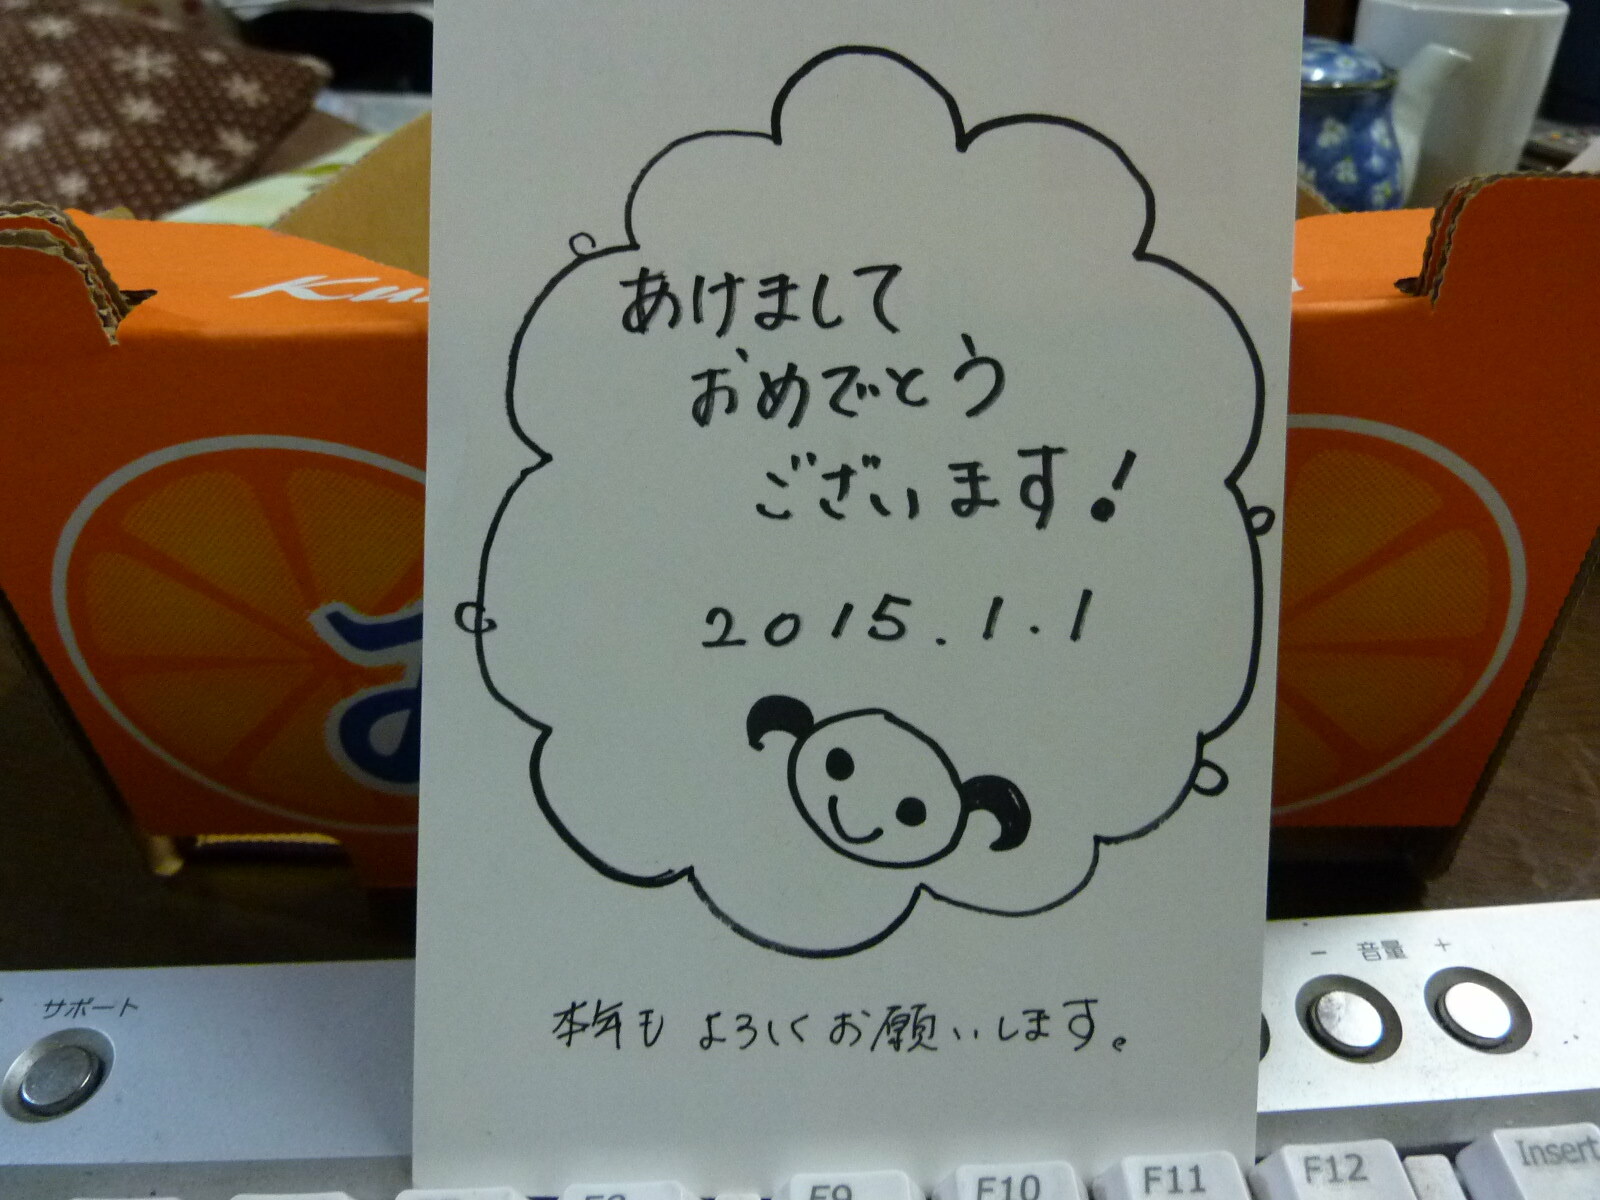 あけまして
おめでとう
ございます!
2015.1.1
本年も よろしくお願いします。
サポート
− 音量 +
F9
F10
F11
F12
Insert